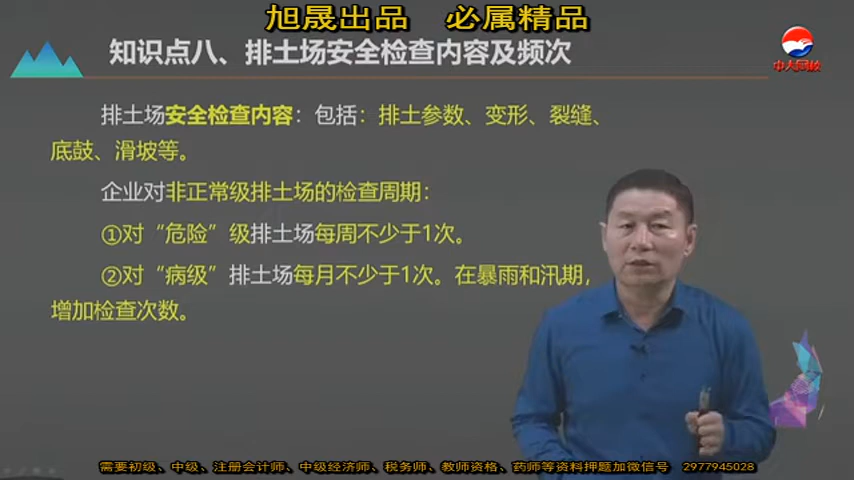 旭晟出品 必属精品
知识点八、排土场安全检查内容及频次
中大网校
排土场安全检查内容：包括：排土参数、变形、裂缝、
底鼓、滑坡等。
企业对非正常级排土场的检查周期：
①对“危险”级排土场每周不少于1次。
②对“病级”排土场每月不少于1次。在暴雨和汛期，
增加检查次数。
需要初级、中级、注册会计师、中级经济师、税务师、教师资格、药师等资料押题加微信号 2977945028